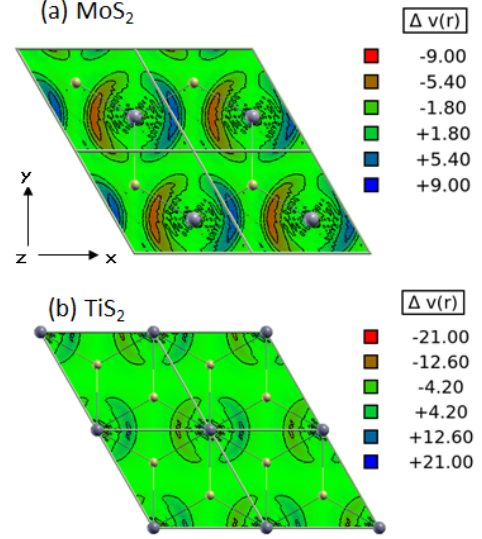 (a) MoS₂
Δ v(r)
-9.00
-5.40
-1.80
+1.80
+5.40
+9.00
y
z
x
(b) TiS₂
Δ v(r)
-21.00
-12.60
-4.20
+4.20
+12.60
+21.00